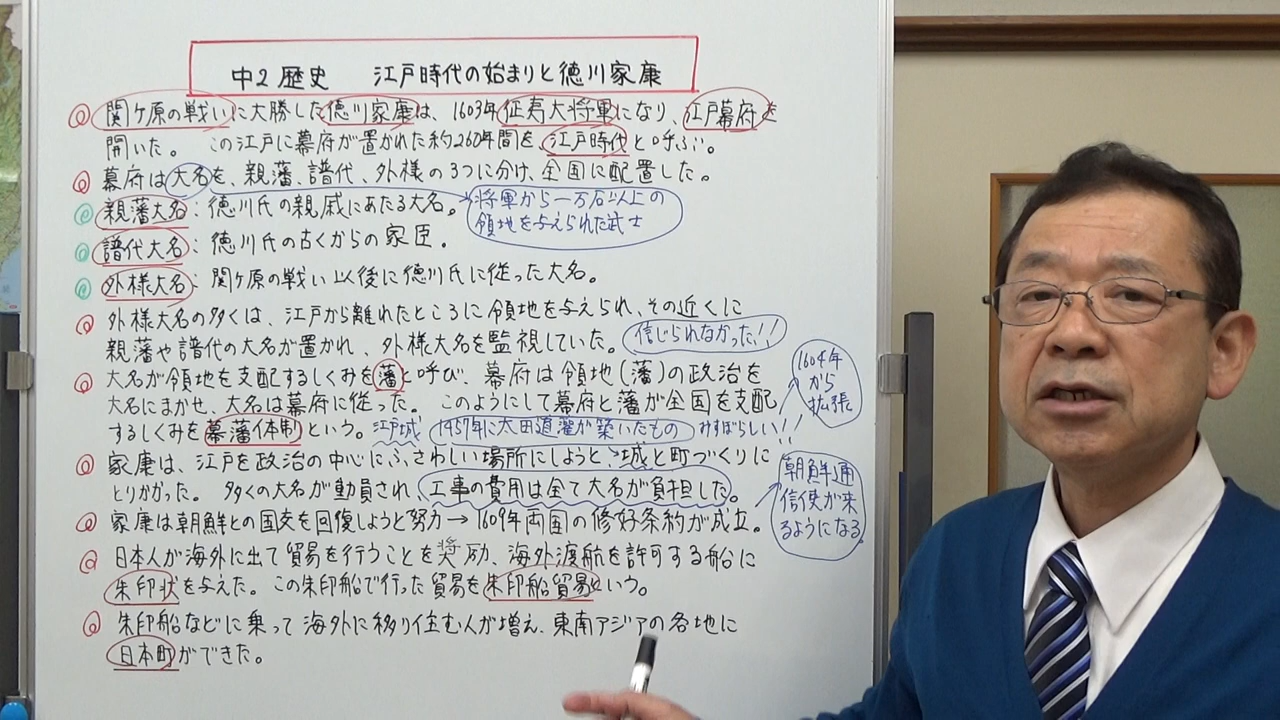 中2 歴史　江戸時代の始まりと徳川家康
関ヶ原の戦いに大勝した徳川家康は、1603年征夷大将軍になり、江戸幕府を
開いた。 この江戸に幕府が置かれた約260年間を、江戸時代と呼ぶ。
幕府は大名を、親藩、譜代、外様の3つに分け、全国に配置した。
将軍から一万石以上の
領地を与えられた武士
親藩大名：徳川氏の親戚にあたる大名。
譜代大名：徳川氏の古くからの家臣。
外様大名：関ヶ原の戦い以後に徳川氏に従った大名。
外様大名の多くは、江戸から離れたところに領地を与えられ、その近くに
親藩や譜代の大名が置かれ、外様大名を監視していた。
信じられなかった!!
大名が領地を支配するしくみを藩と呼び、幕府は領地(藩)の政治を
大名にまかせ、大名は幕府に従った。 このようにして幕府と藩が全国を支配
するしくみを幕藩体制という。
江戸城 1457年に太田道灌が築いたもの みすぼらしい!!
1604年
から
拡張
家康は、江戸を政治の中心にふさわしい場所にしようと、城と町づくりに
とりかかった。 多くの大名が動員され、工事の費用は全て大名が負担した。
家康は朝鮮との国交を回復しようと努力→1609年両国の修好条約が成立。
朝鮮通
信使が来
るようになる。
日本人が海外に出て貿易を行うことを奨励、海外渡航を許可する船に
朱印状を与えた。この朱印船で行った貿易を朱印船貿易という。
朱印船などに乗って海外に移り住む人が増え、東南アジアの各地に
日本町ができた。